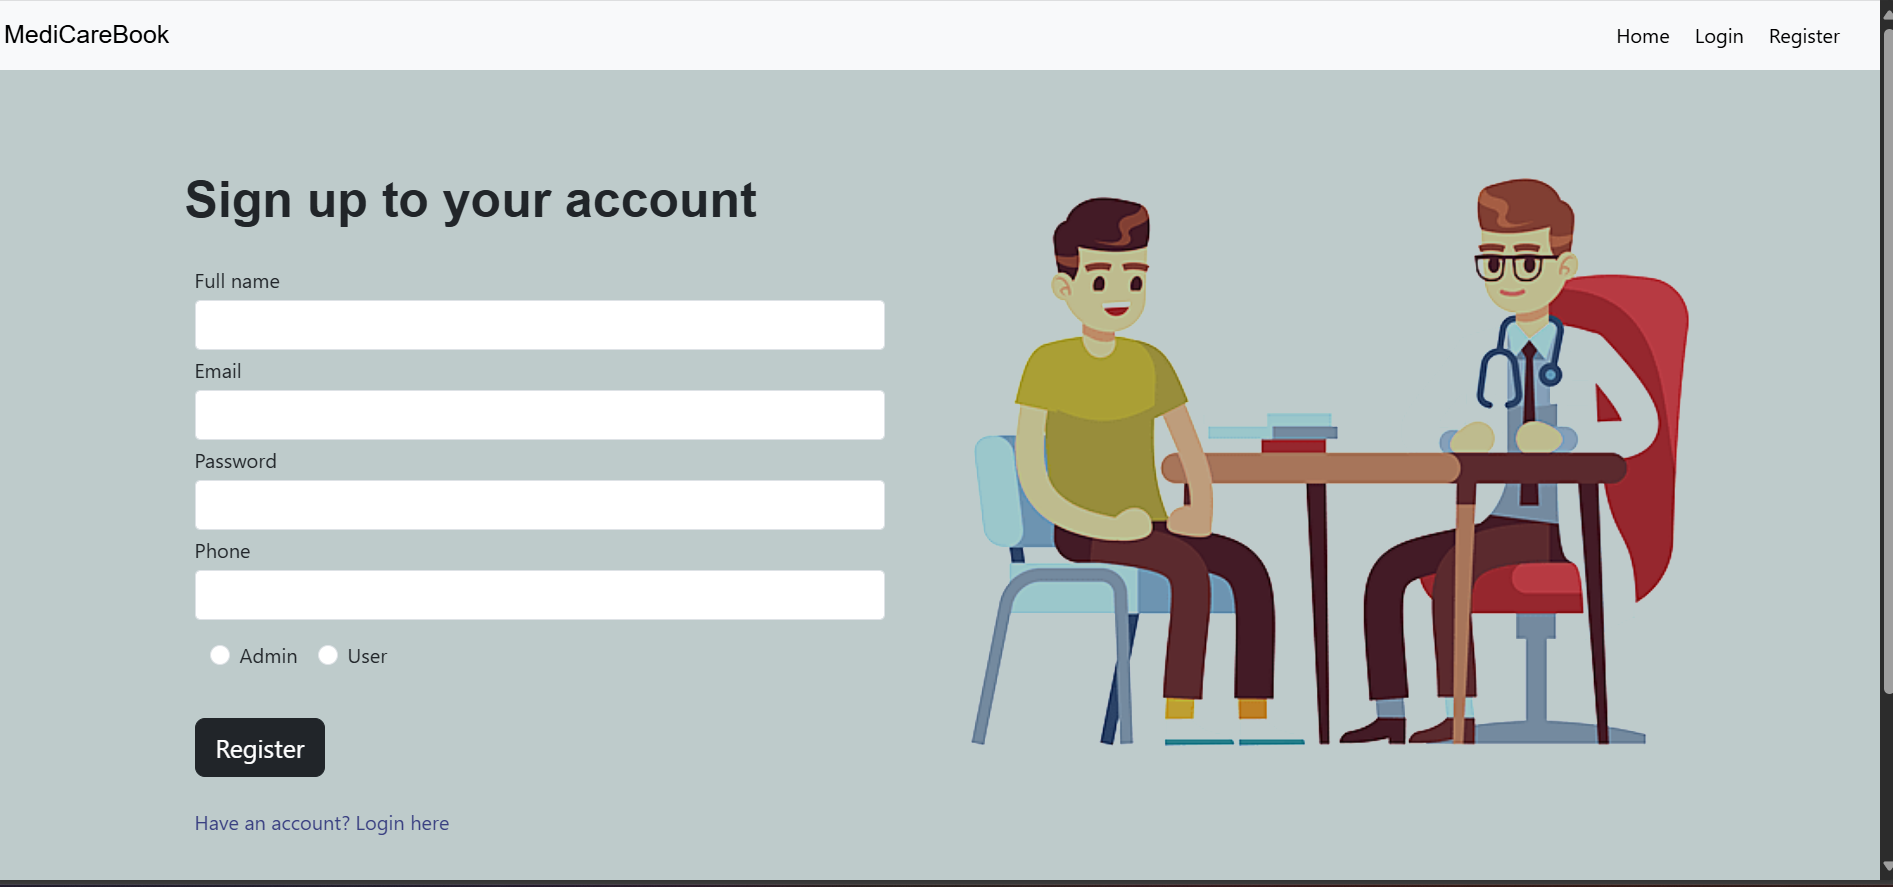 MediCareBook
Home Login Register
Sign up to your account
Full name
Email
Password
Phone
Admin User
Register
Have an account? Login here